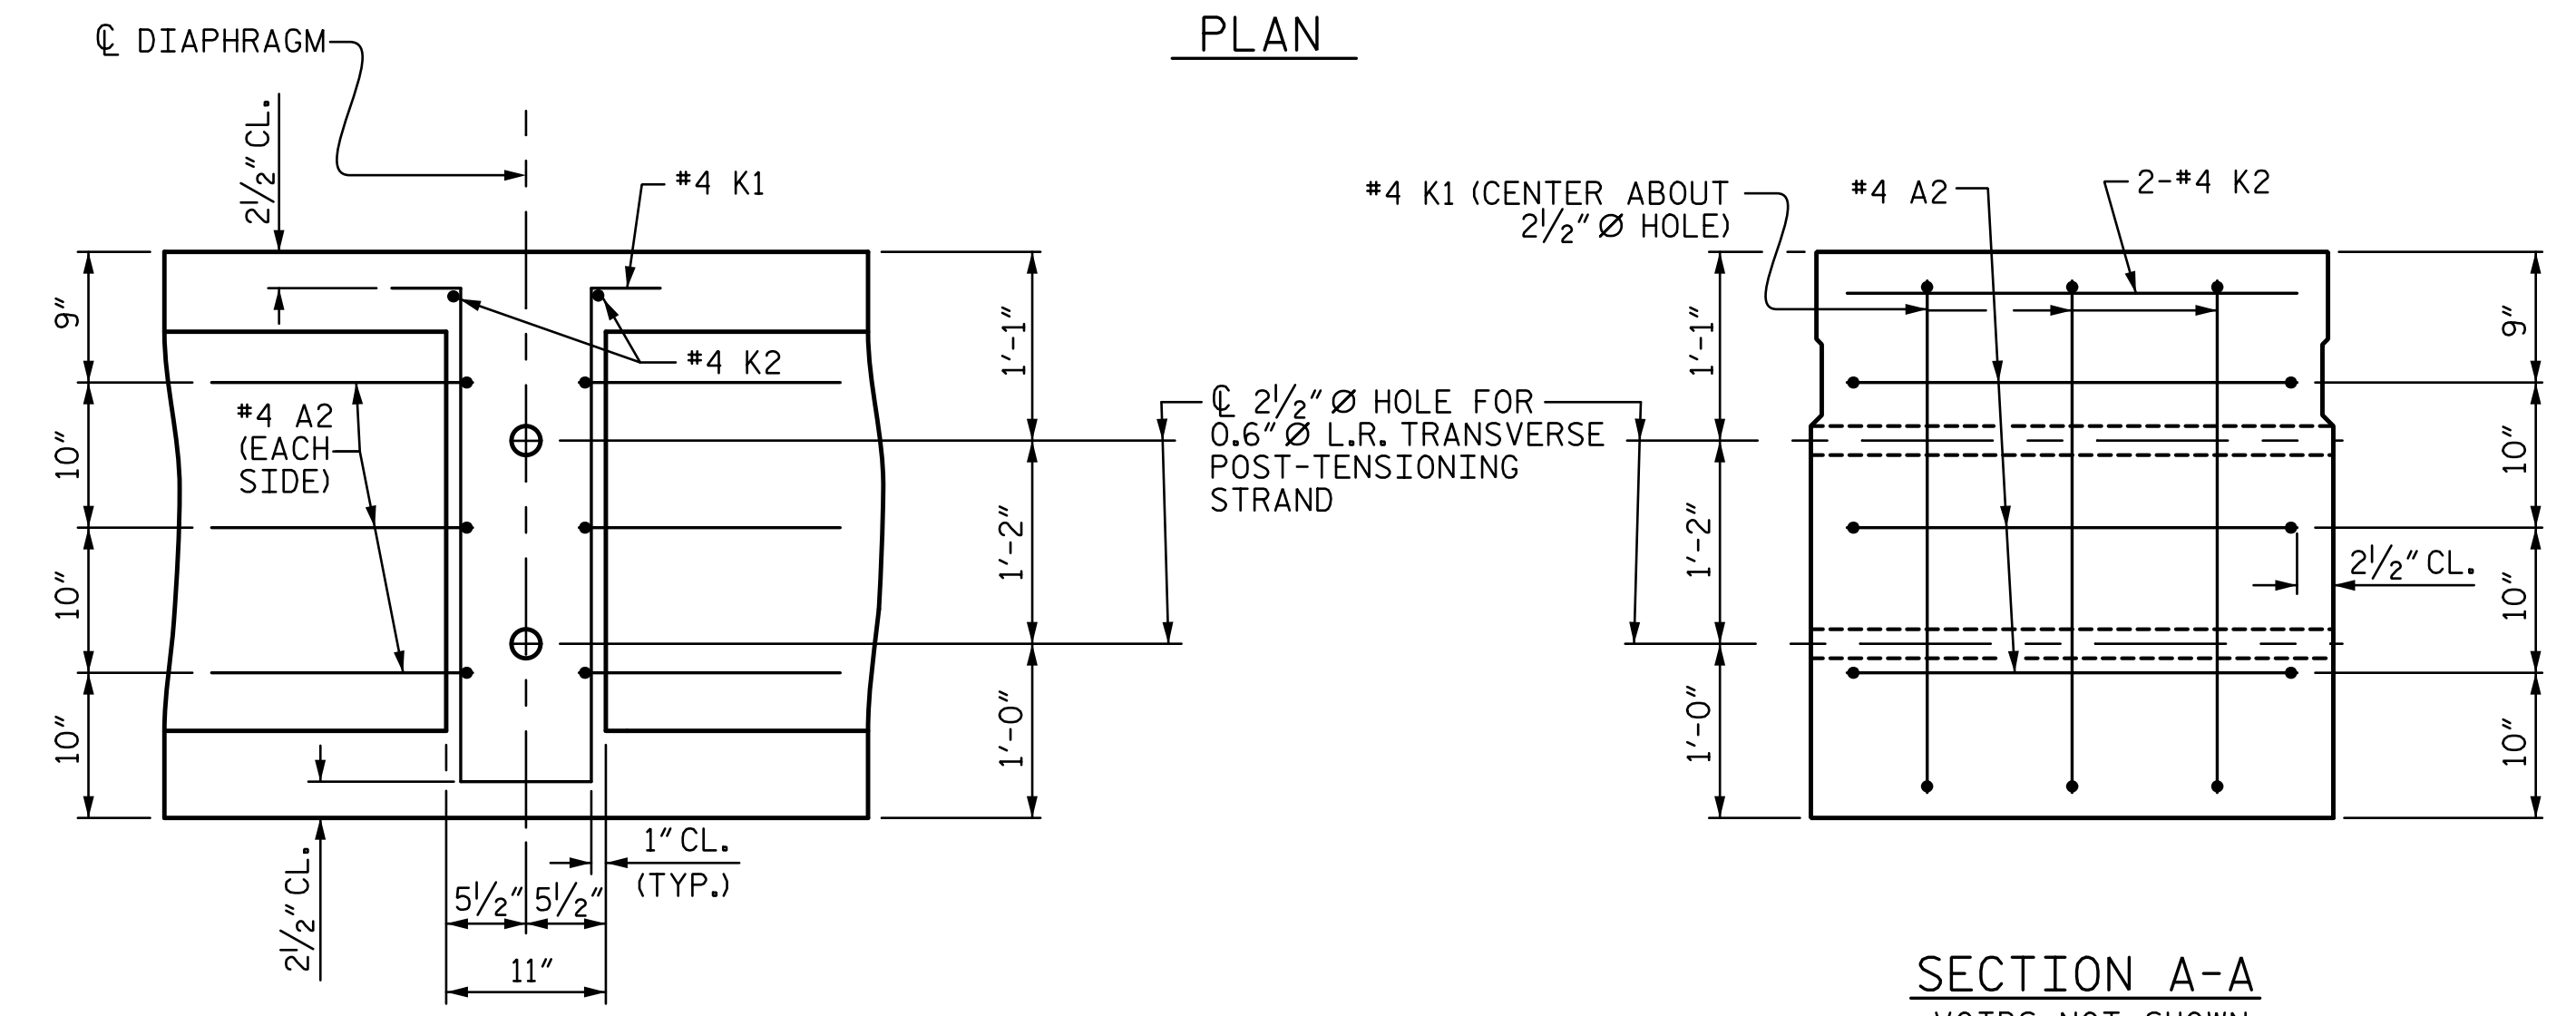 PLAN
℄ DIAPHRAGM
2½" CL.
#4 K1
#4 K2
#4 A2
(EACH
SIDE)
9"
10"
10"
10"
1'-1"
1'-2"
1'-0"
2½" CL.
1" CL.
(TYP.)
5½"
5½"
11"
℄ 2½"Ø HOLE FOR
0.6"Ø L.R. TRANSVERSE
POST-TENSIONING
STRAND
#4 K1 (CENTER ABOUT
2½"Ø HOLE)
#4 A2
2-#4 K2
1'-1"
1'-2"
1'-0"
9"
10"
10"
10"
2½" CL.
SECTION A-A